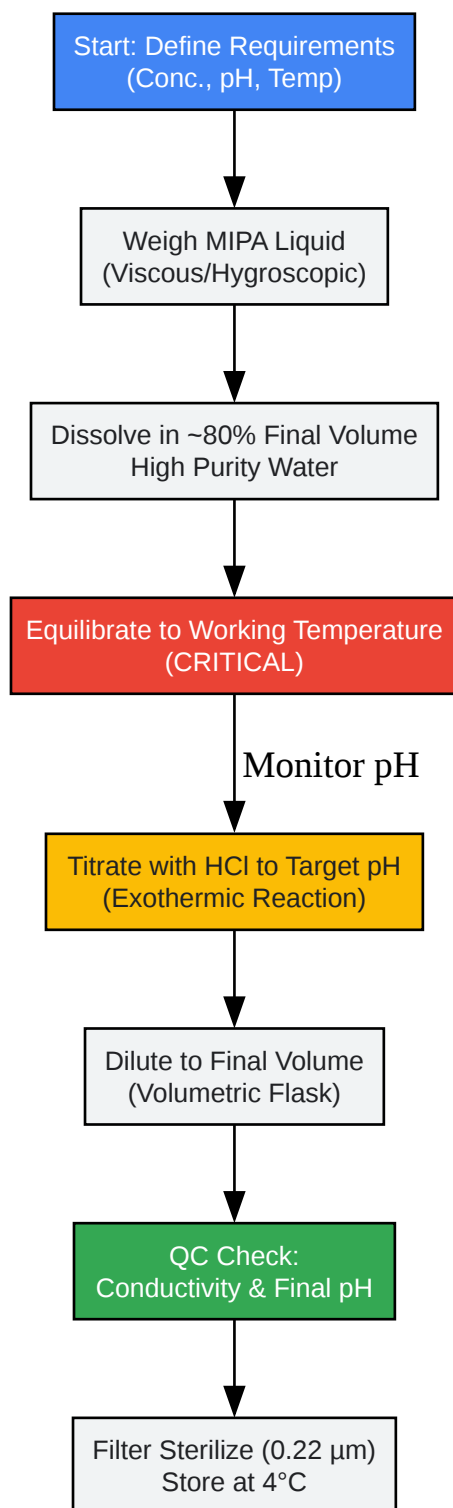 Start: Define Requirements
(Conc., pH, Temp)
Weigh MIPA Liquid
(Viscous/Hygroscopic)
Dissolve in ~80% Final Volume
High Purity Water
Equilibrate to Working Temperature
(CRITICAL)
Monitor pH
Titrate with HCl to Target pH
(Exothermic Reaction)
Dilute to Final Volume
(Volumetric Flask)
QC Check:
Conductivity & Final pH
Filter Sterilize (0.22 µm)
Store at 4°C